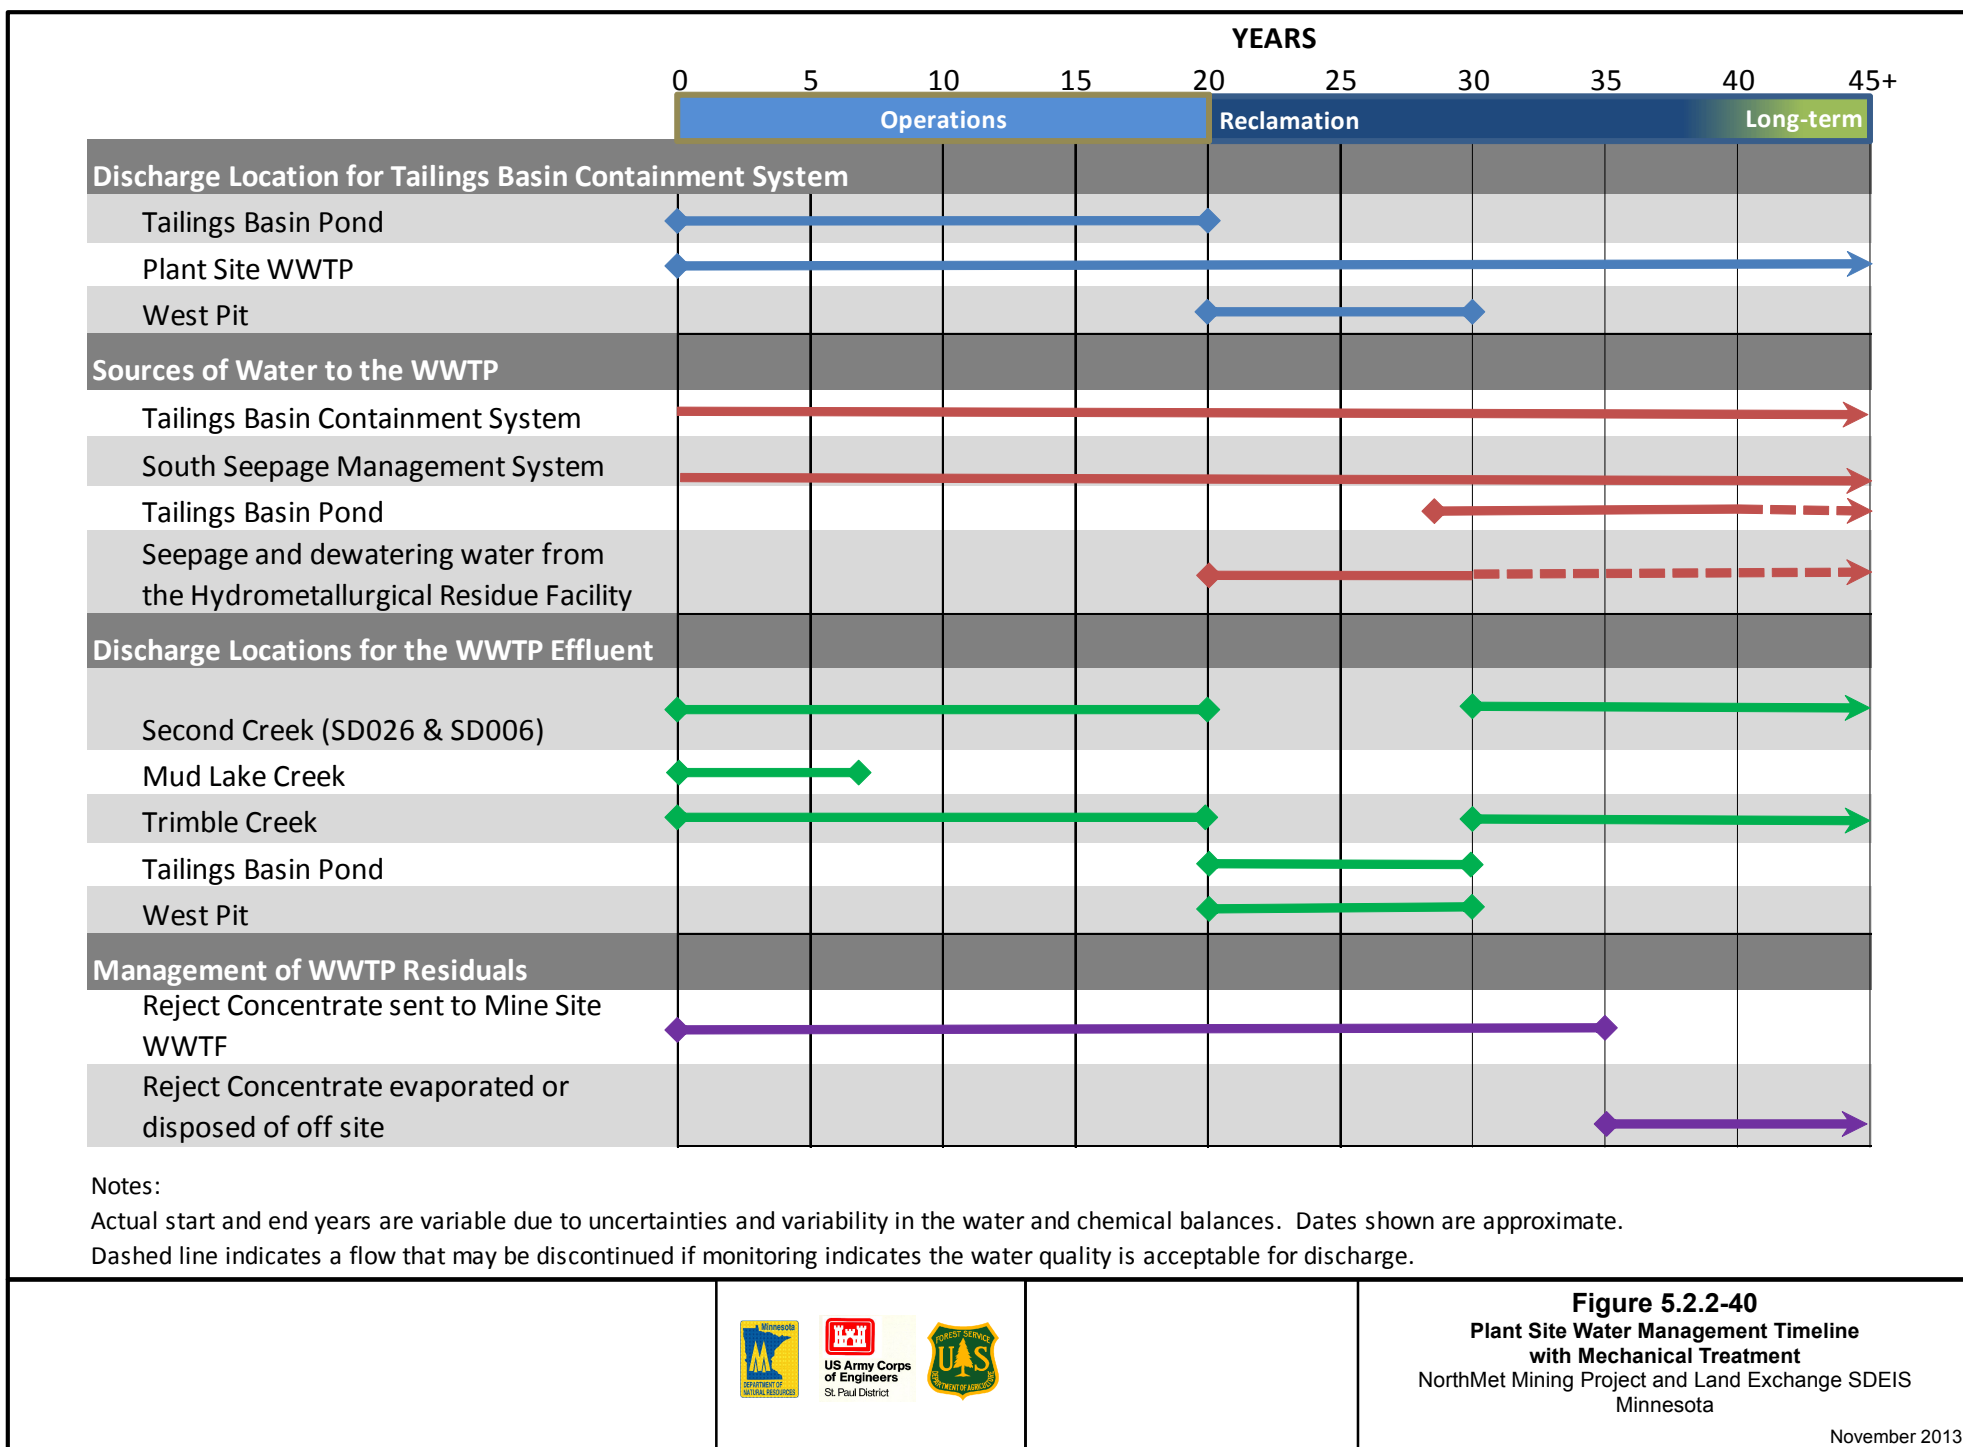 YEARS
0 5 10 15 20 25 30 35 40 45+
Operations Reclamation Long-term
Discharge Location for Tailings Basin Containment System
Tailings Basin Pond
Plant Site WWTP
West Pit
Sources of Water to the WWTP
Tailings Basin Containment System
South Seepage Management System
Tailings Basin Pond
Seepage and dewatering water from
the Hydrometallurgical Residue Facility
Discharge Locations for the WWTP Effluent
Second Creek (SD026 & SD006)
Mud Lake Creek
Trimble Creek
Tailings Basin Pond
West Pit
Management of WWTP Residuals
Reject Concentrate sent to Mine Site
WWTF
Reject Concentrate evaporated or
disposed of off site
Notes:
Actual start and end years are variable due to uncertainties and variability in the water and chemical balances.  Dates shown are approximate.
Dashed line indicates a flow that may be discontinued if monitoring indicates the water quality is acceptable for discharge.
Minnesota
DEPARTMENT OF
NATURAL RESOURCES
US Army Corps
of Engineers
St. Paul District
FOREST SERVICE
UAS
DEPARTMENT OF AGRICULTURE
Figure 5.2.2-40
Plant Site Water Management Timeline
with Mechanical Treatment
NorthMet Mining Project and Land Exchange SDEIS
Minnesota
November 2013